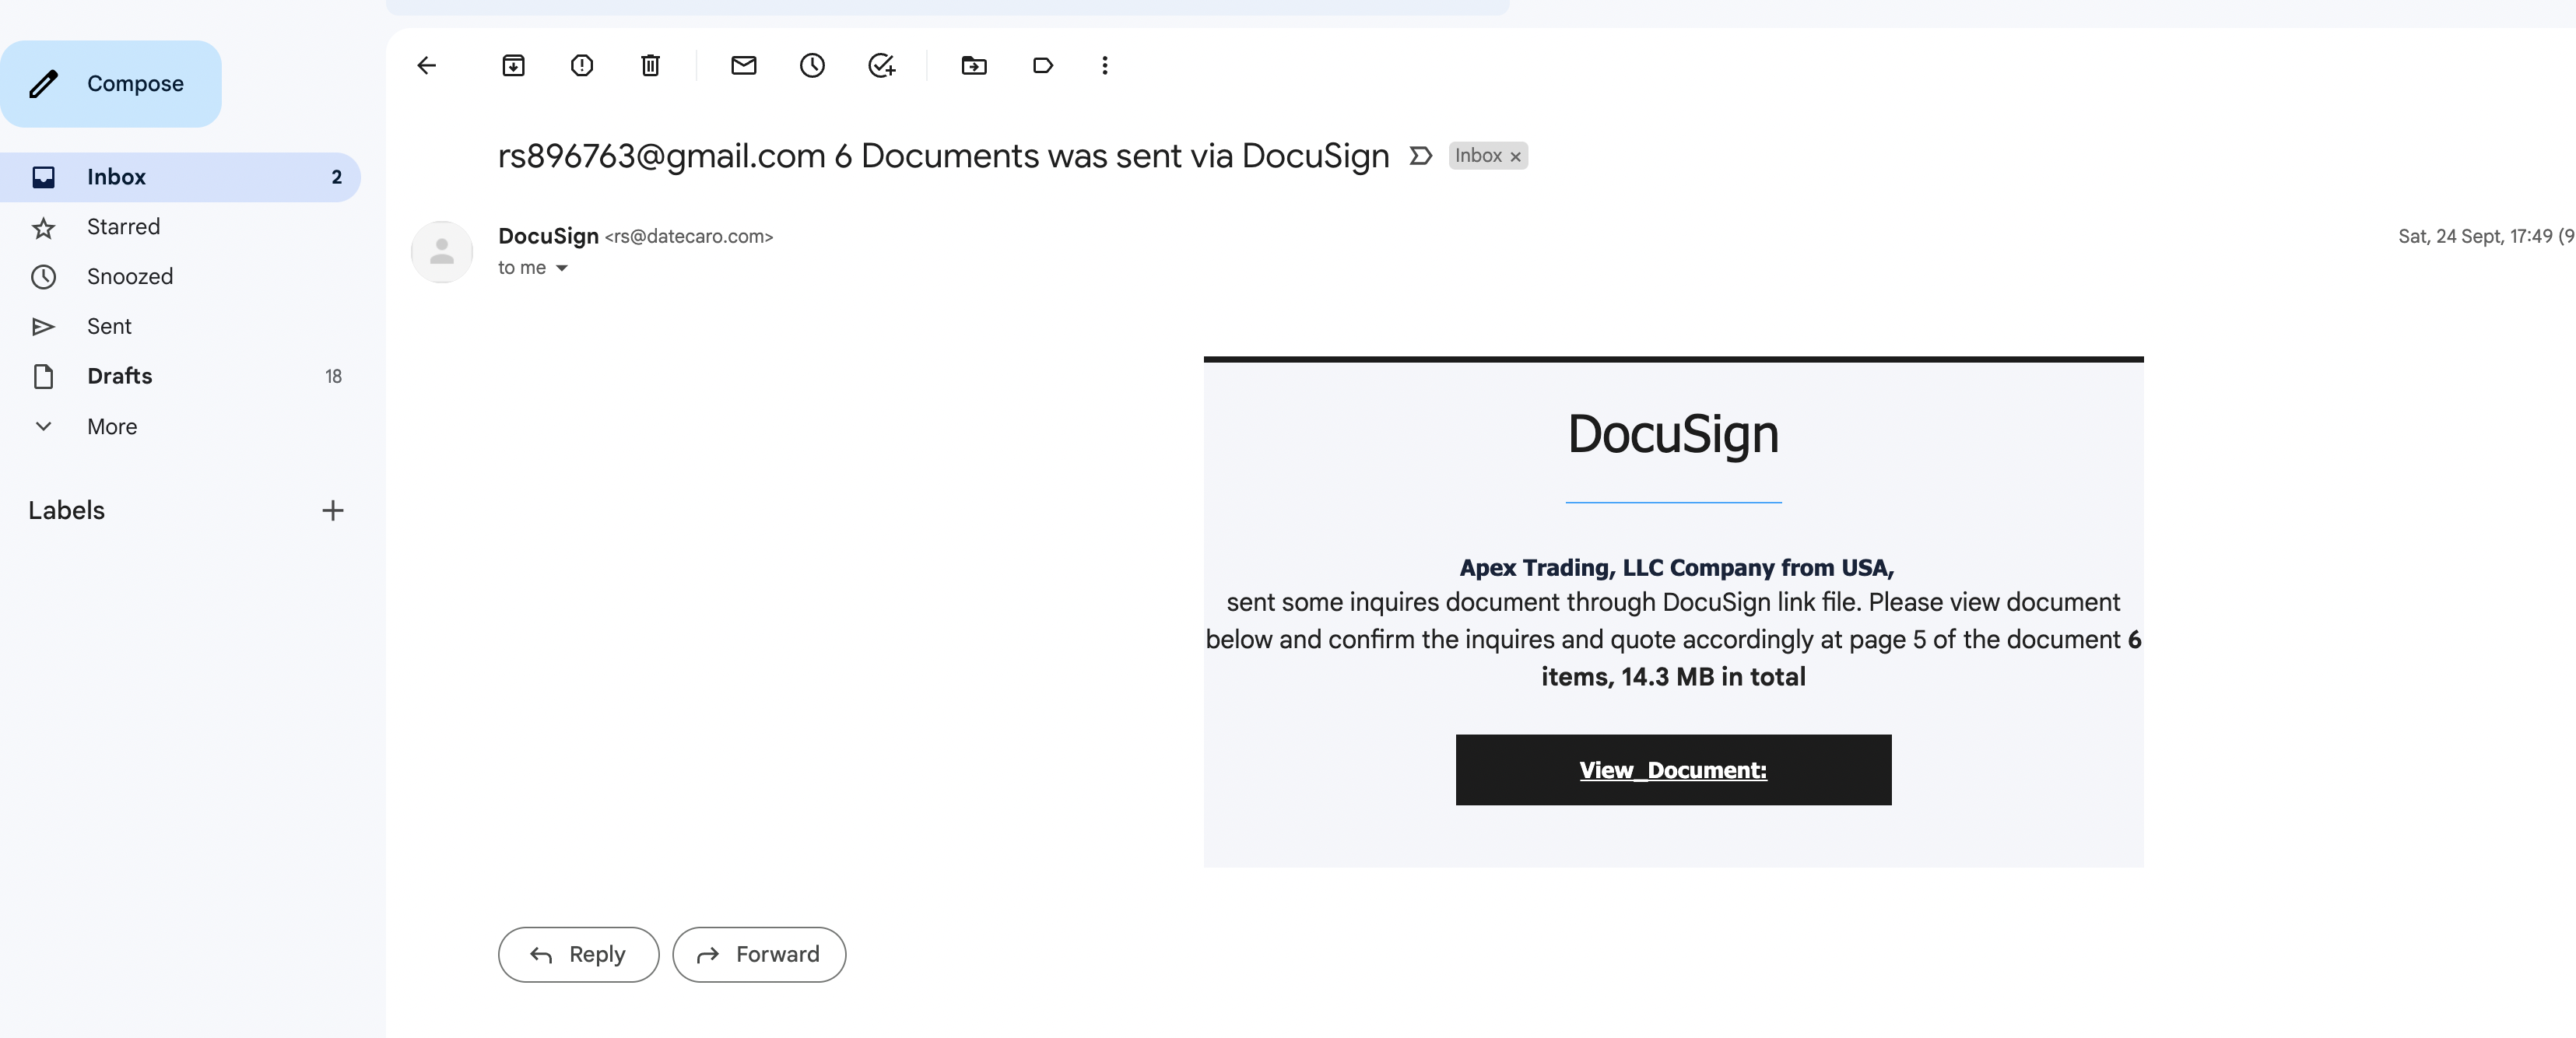 Compose
Inbox 2
Starred
Snoozed
Sent
Drafts 18
More
Labels
rs896763@gmail.com 6 Documents was sent via DocuSign Inbox ×
DocuSign <rs@datecaro.com> Sat, 24 Sept, 17:49 (9
to me
DocuSign
Apex Trading, LLC Company from USA,
sent some inquires document through DocuSign link file. Please view document
below and confirm the inquires and quote accordingly at page 5 of the document 6
items, 14.3 MB in total
View_Document:
Reply Forward